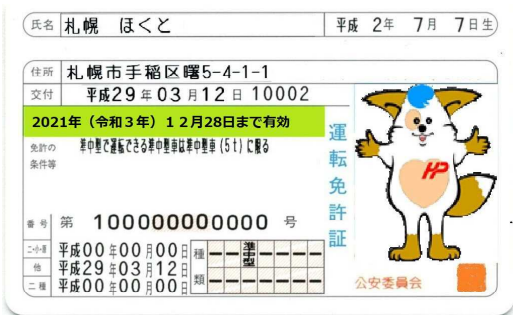 氏名 札幌 ほくと 平成 2年 7月 7日生
住所 札幌市手稲区曙5-4-1-1
交付 平成29年03月12日 10002
2021年（令和３年）１２月28日まで有効
免許の
条件等
準中型で運転できる準中型車は準中型車（5t）に限る
運転免許証
HP
番号 第 100000000000 号
二・小・原 平成00年00月00日
他 平成29年03月12日
二種 平成00年00月00日
種類 準中型
公安委員会